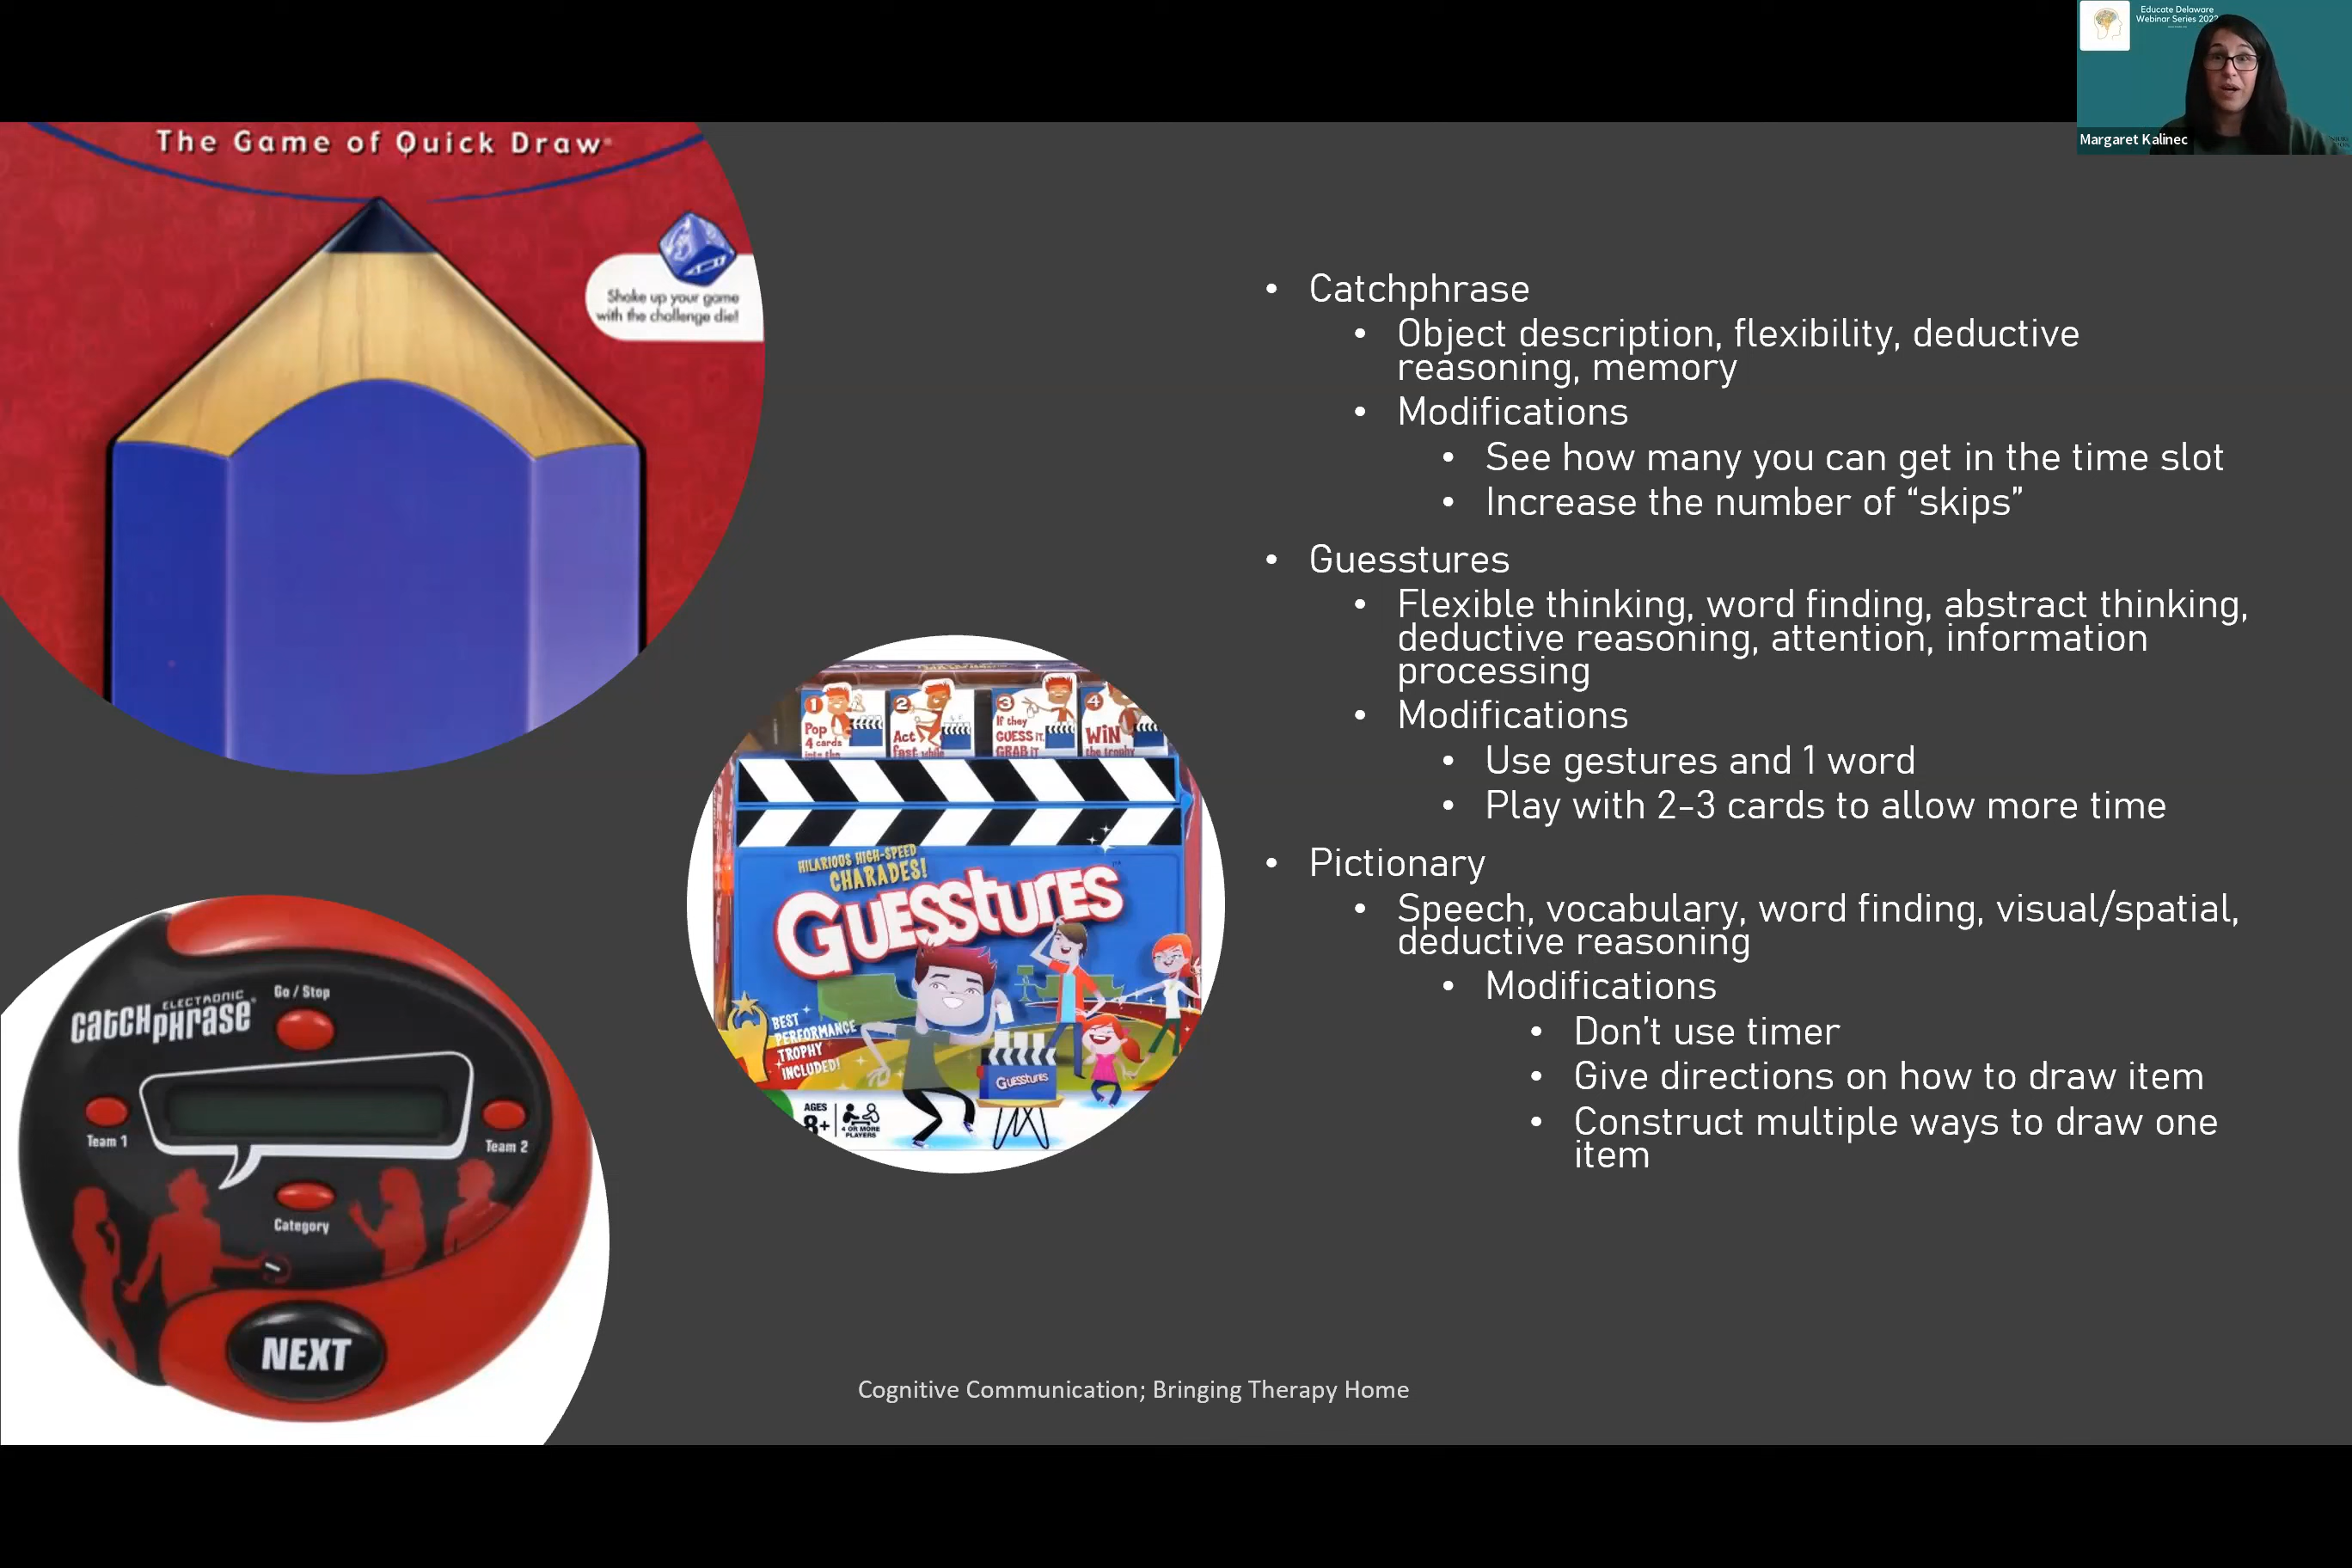 Educate Delaware
Webinar Series 2022
Margaret Kalinec
The Game of Quick Draw
Shake up your game
with the challenge die!
• Catchphrase
• Object description, flexibility, deductive
reasoning, memory
• Modifications
• See how many you can get in the time slot
• Increase the number of “skips”
• Guesstures
• Flexible thinking, word finding, abstract thinking,
deductive reasoning, attention, information
processing
• Modifications
• Use gestures and 1 word
• Play with 2-3 cards to allow more time
• Pictionary
• Speech, vocabulary, word finding, visual/spatial,
deductive reasoning
• Modifications
• Don’t use timer
• Give directions on how to draw item
• Construct multiple ways to draw one
item
1
Pop
4 cards
into the
2
Act
fast while
3
If they
GUESS IT,
GRAB IT
4
WIN
the trophy
HILARIOUS HIGH-SPEED
CHARADES!
GUESSTURES
BEST
PERFORMANCE
TROPHY
INCLUDED!
GUESSTURES
AGES
8+
4 OR MORE
PLAYERS
ELECTRONIC
catchphrase
Go / Stop
Team 1
Team 2
Category
NEXT
Cognitive Communication; Bringing Therapy Home